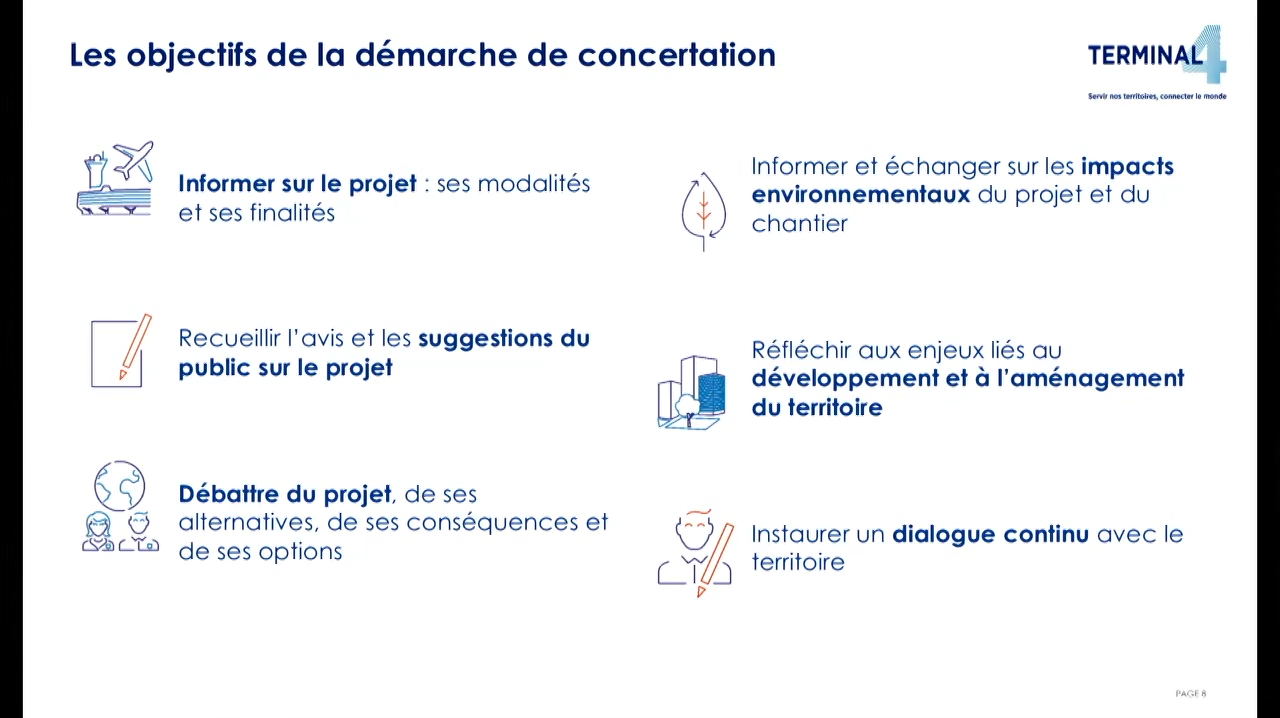 Les objectifs de la démarche de concertation
TERMINAL 4
Servir nos territoires, connecter le monde
Informer sur le projet : ses modalités
et ses finalités
Recueillir l’avis et les suggestions du
public sur le projet
Débattre du projet, de ses
alternatives, de ses conséquences et
de ses options
Informer et échanger sur les impacts
environnementaux du projet et du
chantier
Réfléchir aux enjeux liés au
développement et à l’aménagement
du territoire
Instaurer un dialogue continu avec le
territoire
PAGE 8